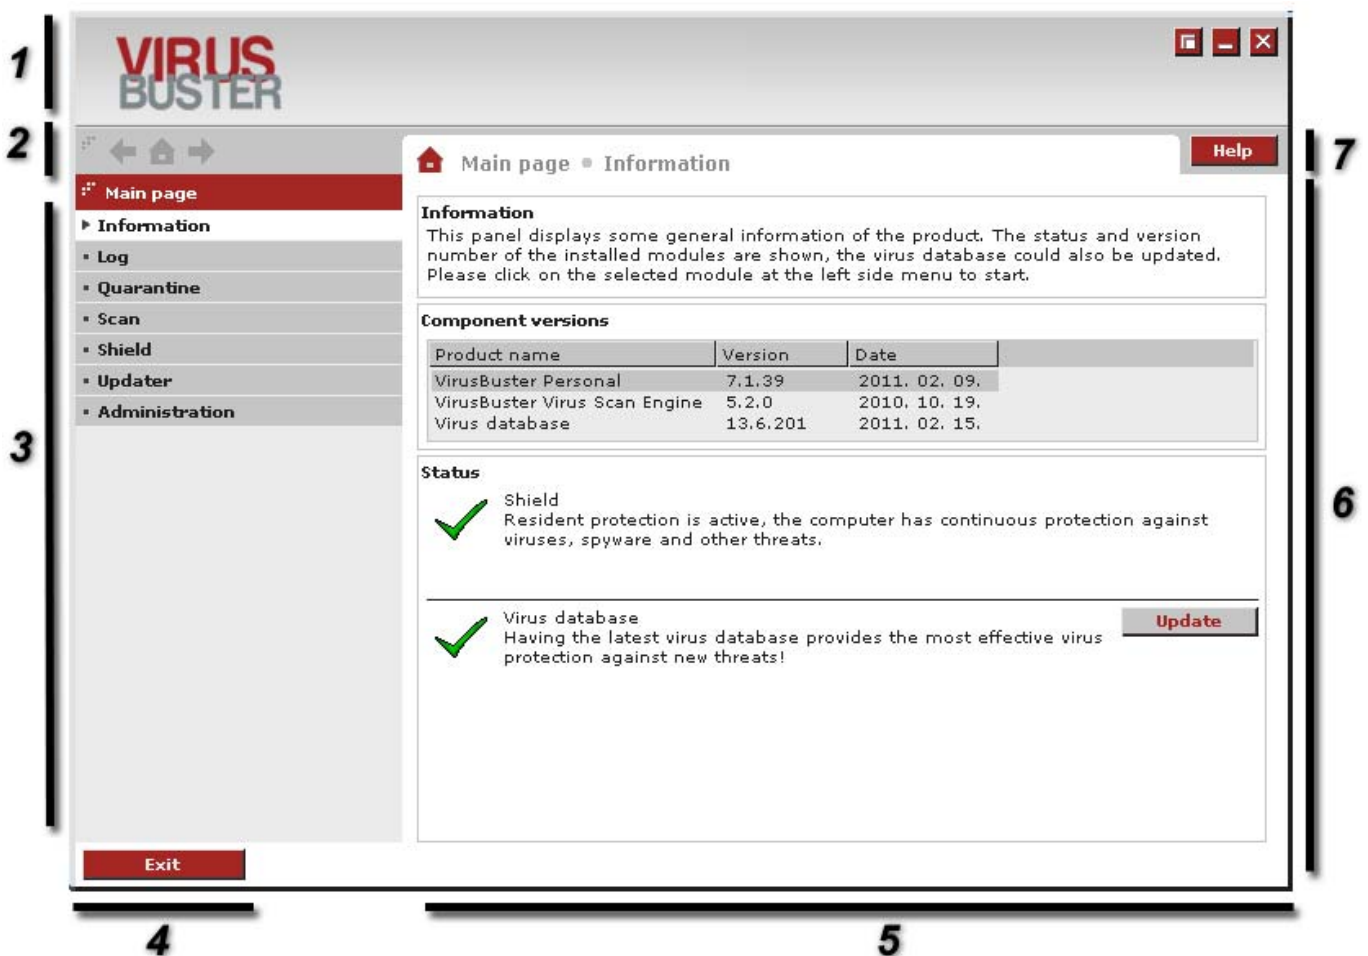 1
VIRUS
BUSTER
2
Main page • Information
Help
7
Main page
Information
Log
Quarantine
Scan
Shield
Updater
Administration
3
Information
This panel displays some general information of the product. The status and version
number of the installed modules are shown, the virus database could also be updated.
Please click on the selected module at the left side menu to start.
Component versions
Product name Version Date
VirusBuster Personal 7.1.39 2011. 02. 09.
VirusBuster Virus Scan Engine 5.2.0 2010. 10. 19.
Virus database 13.6.201 2011. 02. 15.
Status
Shield
Resident protection is active, the computer has continuous protection against
viruses, spyware and other threats.
6
Virus database
Having the latest virus database provides the most effective virus
protection against new threats!
Update
Exit
4
5